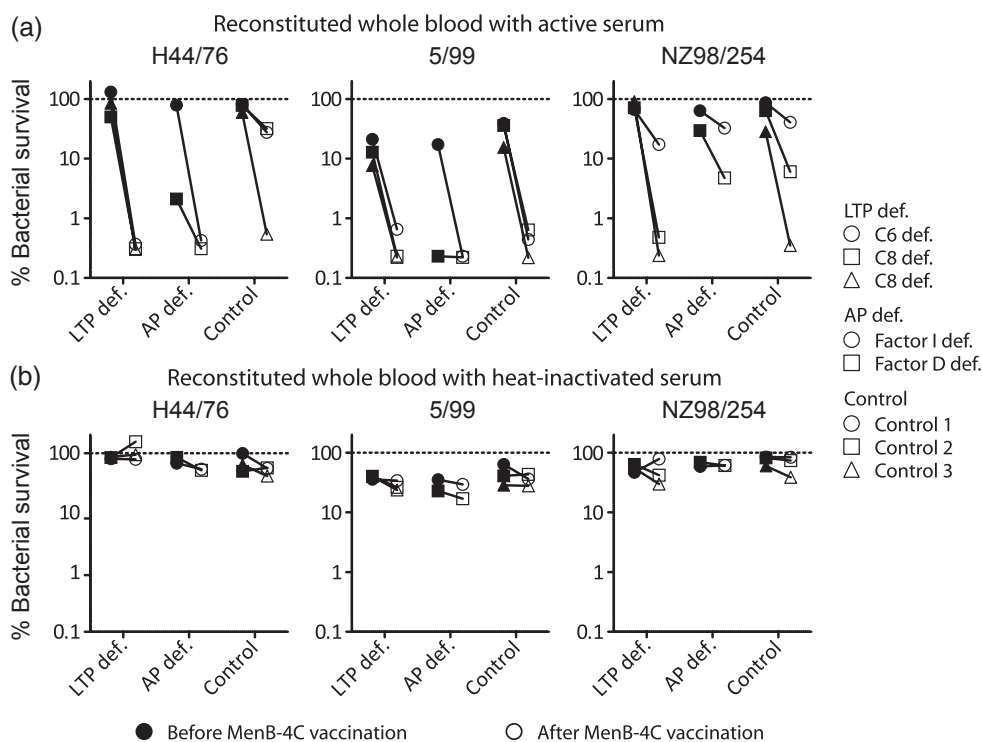 (a)
Reconstituted whole blood with active serum
H44/76
5/99
NZ98/254
% Bacterial survival
100
10
1
0.1
LTP def.
AP def.
Control
100
10
1
0.1
LTP def.
AP def.
Control
100
10
1
0.1
LTP def.
AP def.
Control
LTP def.
C6 def.
C8 def.
C8 def.
AP def.
Factor I def.
Factor D def.
Control
Control 1
Control 2
Control 3
(b)
Reconstituted whole blood with heat-inactivated serum
H44/76
5/99
NZ98/254
% Bacterial survival
100
10
1
0.1
LTP def.
AP def.
Control
100
10
1
0.1
LTP def.
AP def.
Control
100
10
1
0.1
LTP def.
AP def.
Control
Before MenB-4C vaccination
After MenB-4C vaccination